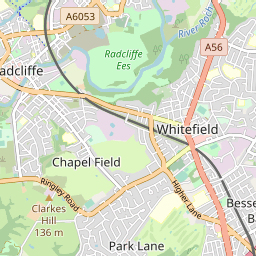 A6053
River Roch
Radcliffe
Ees
A56
adcliffe
Whitefield
Chapel Field
Ringley Road
Higher Lane
Clarkes
Hill
136 m
Besse
Ba
Park Lane